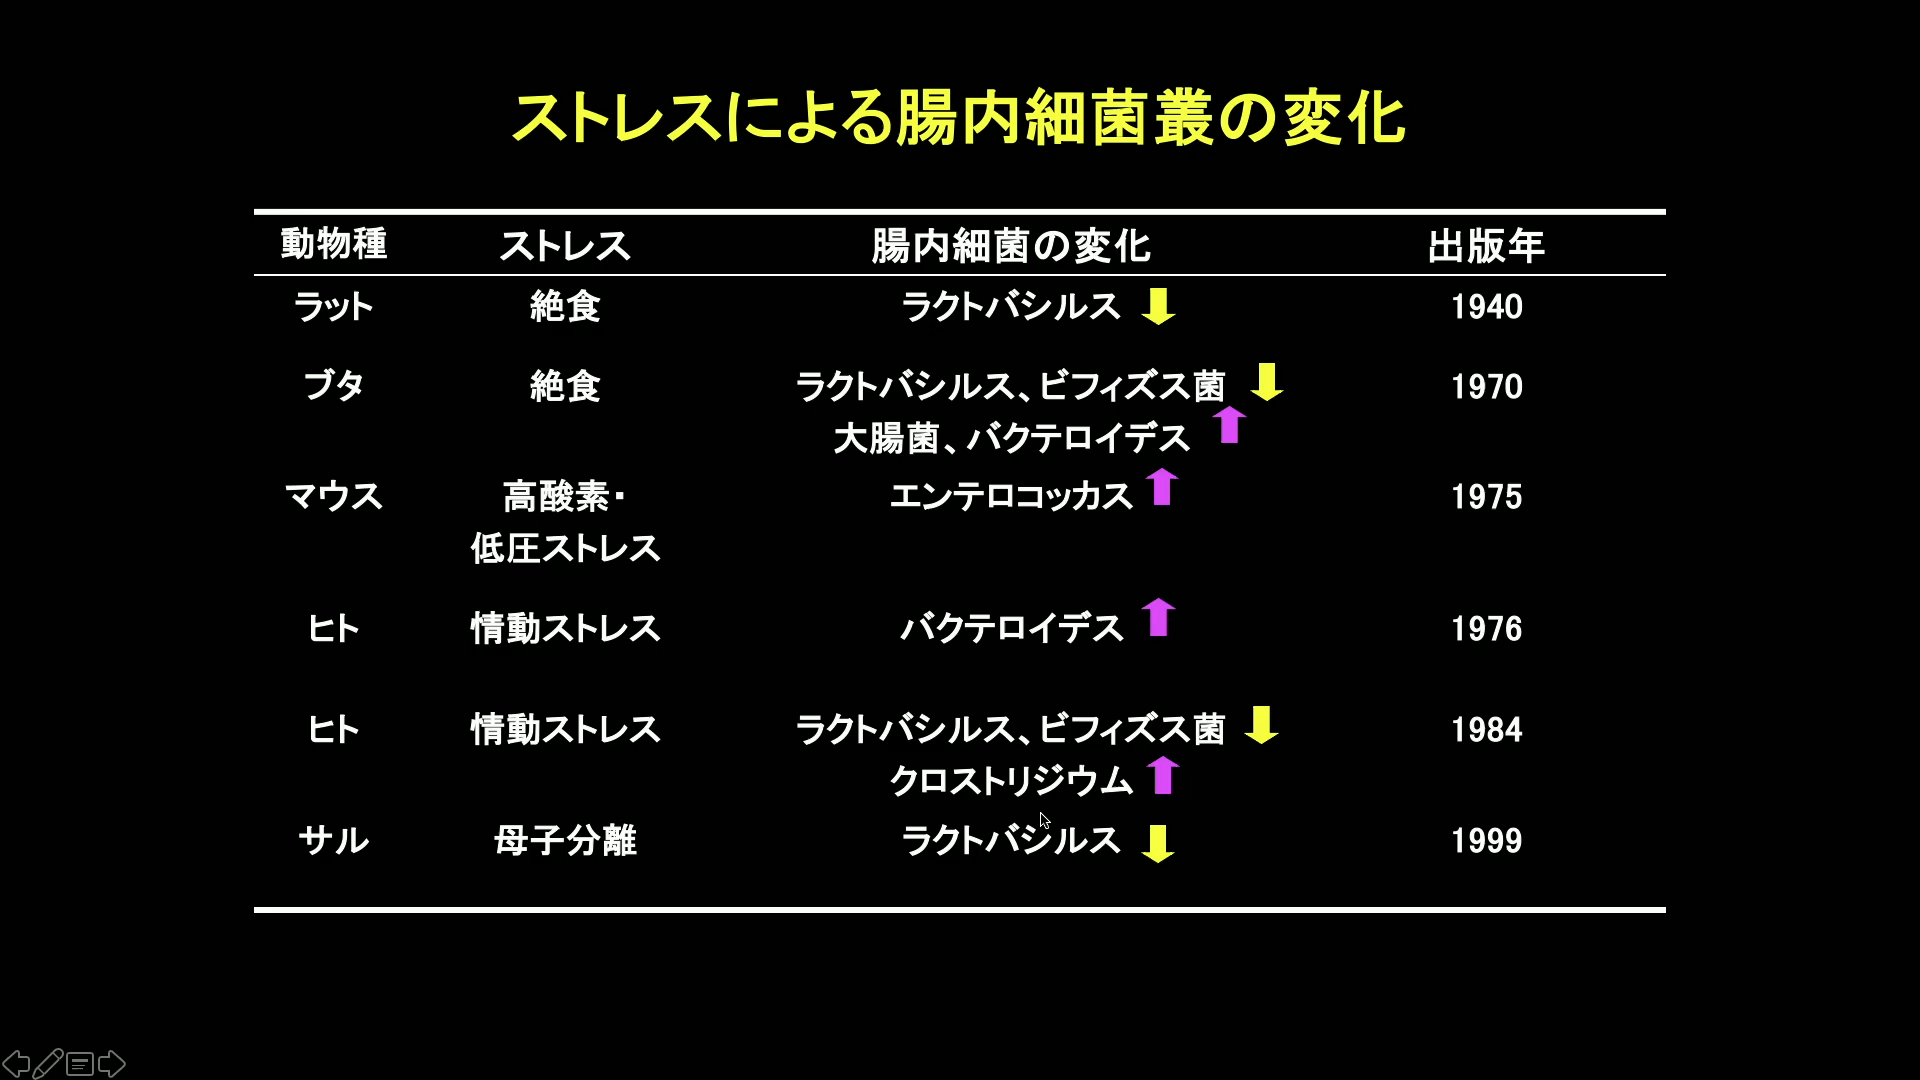 ストレスによる腸内細菌叢の変化
動物種 ストレス 腸内細菌の変化 出版年
ラット 絶食 ラクトバシルス 1940
ブタ 絶食 ラクトバシルス、ビフィズス菌 1970
大腸菌、バクテロイデス
マウス 高酸素・ エンテロコッカス 1975
低圧ストレス
ヒト 情動ストレス バクテロイデス 1976
ヒト 情動ストレス ラクトバシルス、ビフィズス菌 1984
クロストリジウム
サル 母子分離 ラクトバシルス 1999